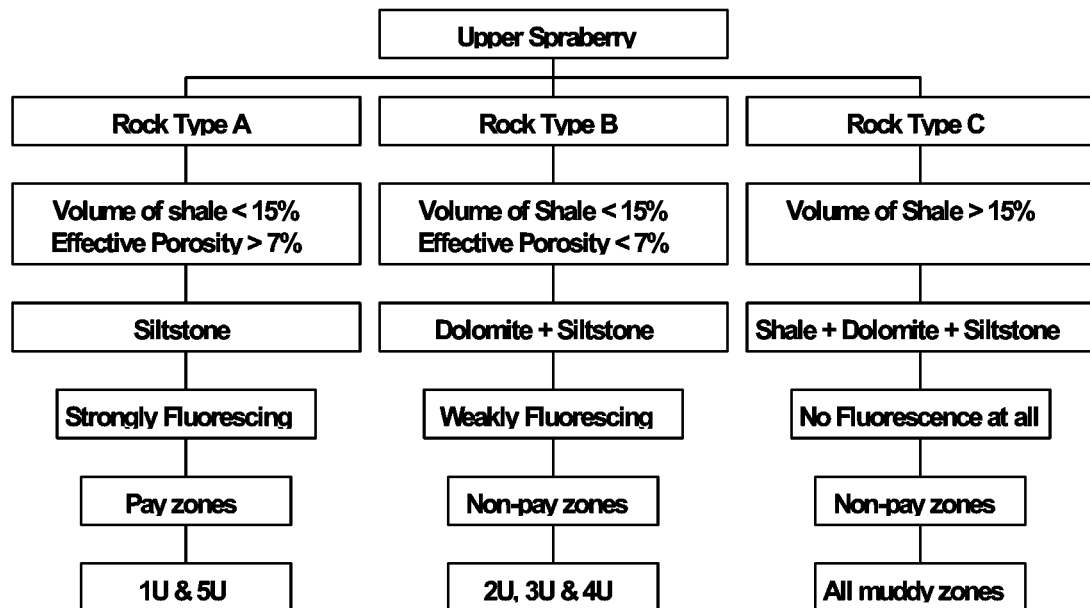 Upper Spraberry
Rock Type A
Rock Type B
Rock Type C
Volume of shale < 15%
Effective Porosity > 7%
Volume of Shale < 15%
Effective Porosity < 7%
Volume of Shale > 15%
Siltstone
Dolomite + Siltstone
Shale + Dolomite + Siltstone
Strongly Fluorescing
Weakly Fluorescing
No Fluorescence at all
Pay zones
Non-pay zones
Non-pay zones
1U & 5U
2U, 3U & 4U
All muddy zones